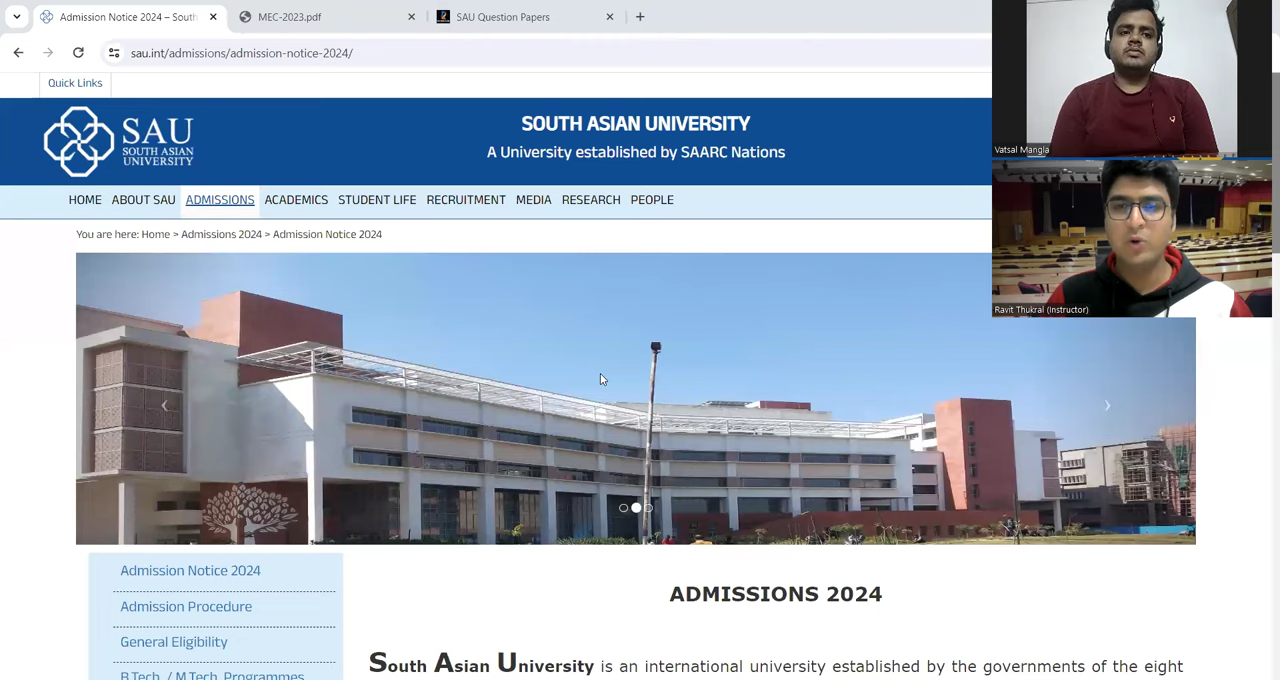 Admission Notice 2024 – South
MEC-2023.pdf
SAU Question Papers
sau.int/admissions/admission-notice-2024/
Quick Links
SAU
SOUTH ASIAN
UNIVERSITY
SOUTH ASIAN UNIVERSITY
A University established by SAARC Nations
Vatsal Mangla
HOME ABOUT SAU ADMISSIONS ACADEMICS STUDENT LIFE RECRUITMENT MEDIA RESEARCH PEOPLE
You are here: Home > Admissions 2024 > Admission Notice 2024
Ravit Thukral (Instructor)
Admission Notice 2024
Admission Procedure
General Eligibility
B.Tech. / M.Tech. Programmes
ADMISSIONS 2024
South Asian University is an international university established by the governments of the eight